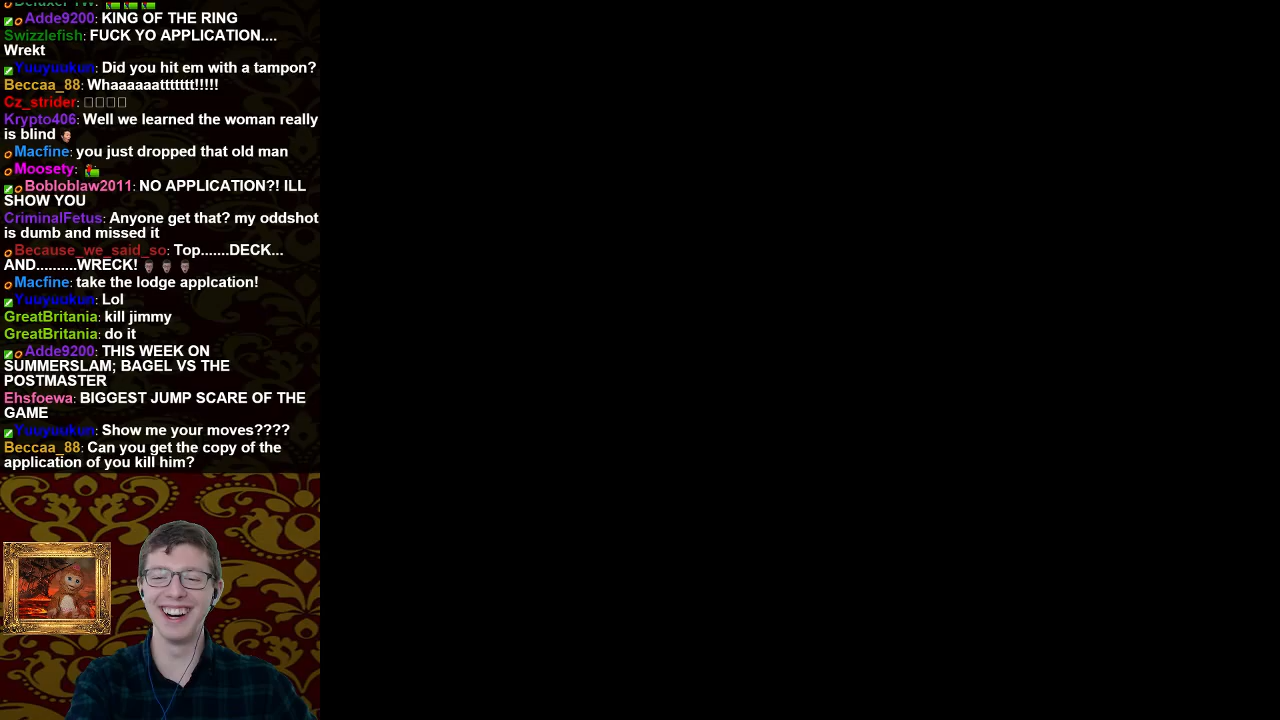 Adde9200: KING OF THE RING
Swizzlefish: FUCK YO APPLICATION....
Wrekt
Yuuyuukun: Did you hit em with a tampon?
Beccaa_88: Whaaaaaatttttt!!!!!
Cz_strider: □□□□
Krypto406: Well we learned the woman really
is blind
Macfine: you just dropped that old man
Moosety:
Bobloblaw2011: NO APPLICATION?! ILL
SHOW YOU
CriminalFetus: Anyone get that? my oddshot
is dumb and missed it
Because_we_said_so: Top.......DECK...
AND..........WRECK!
Macfine: take the lodge applcation!
Yuuyuukun: Lol
GreatBritania: kill jimmy
GreatBritania: do it
Adde9200: THIS WEEK ON
SUMMERSLAM; BAGEL VS THE
POSTMASTER
Ehsfoewa: BIGGEST JUMP SCARE OF THE
GAME
Yuuyuukun: Show me your moves????
Beccaa_88: Can you get the copy of the
application of you kill him?